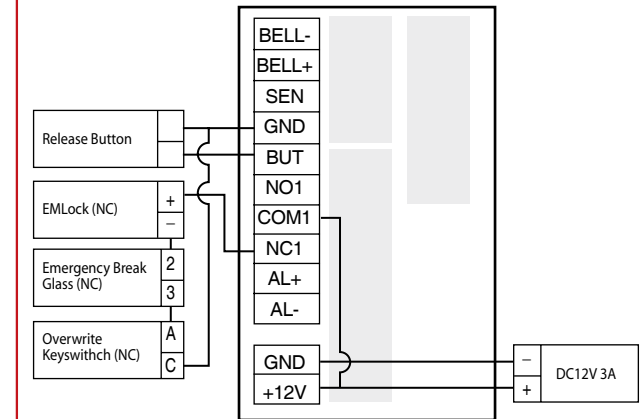 BELL-
BELL+
SEN
GND
BUT
NO1
COM1
NC1
AL+
AL-
GND
+12V
Release Button
EMLock (NC)
+
−
Emergency Break
Glass (NC)
2
3
Overwrite
Keyswithch (NC)
A
C
−
+
DC12V 3A